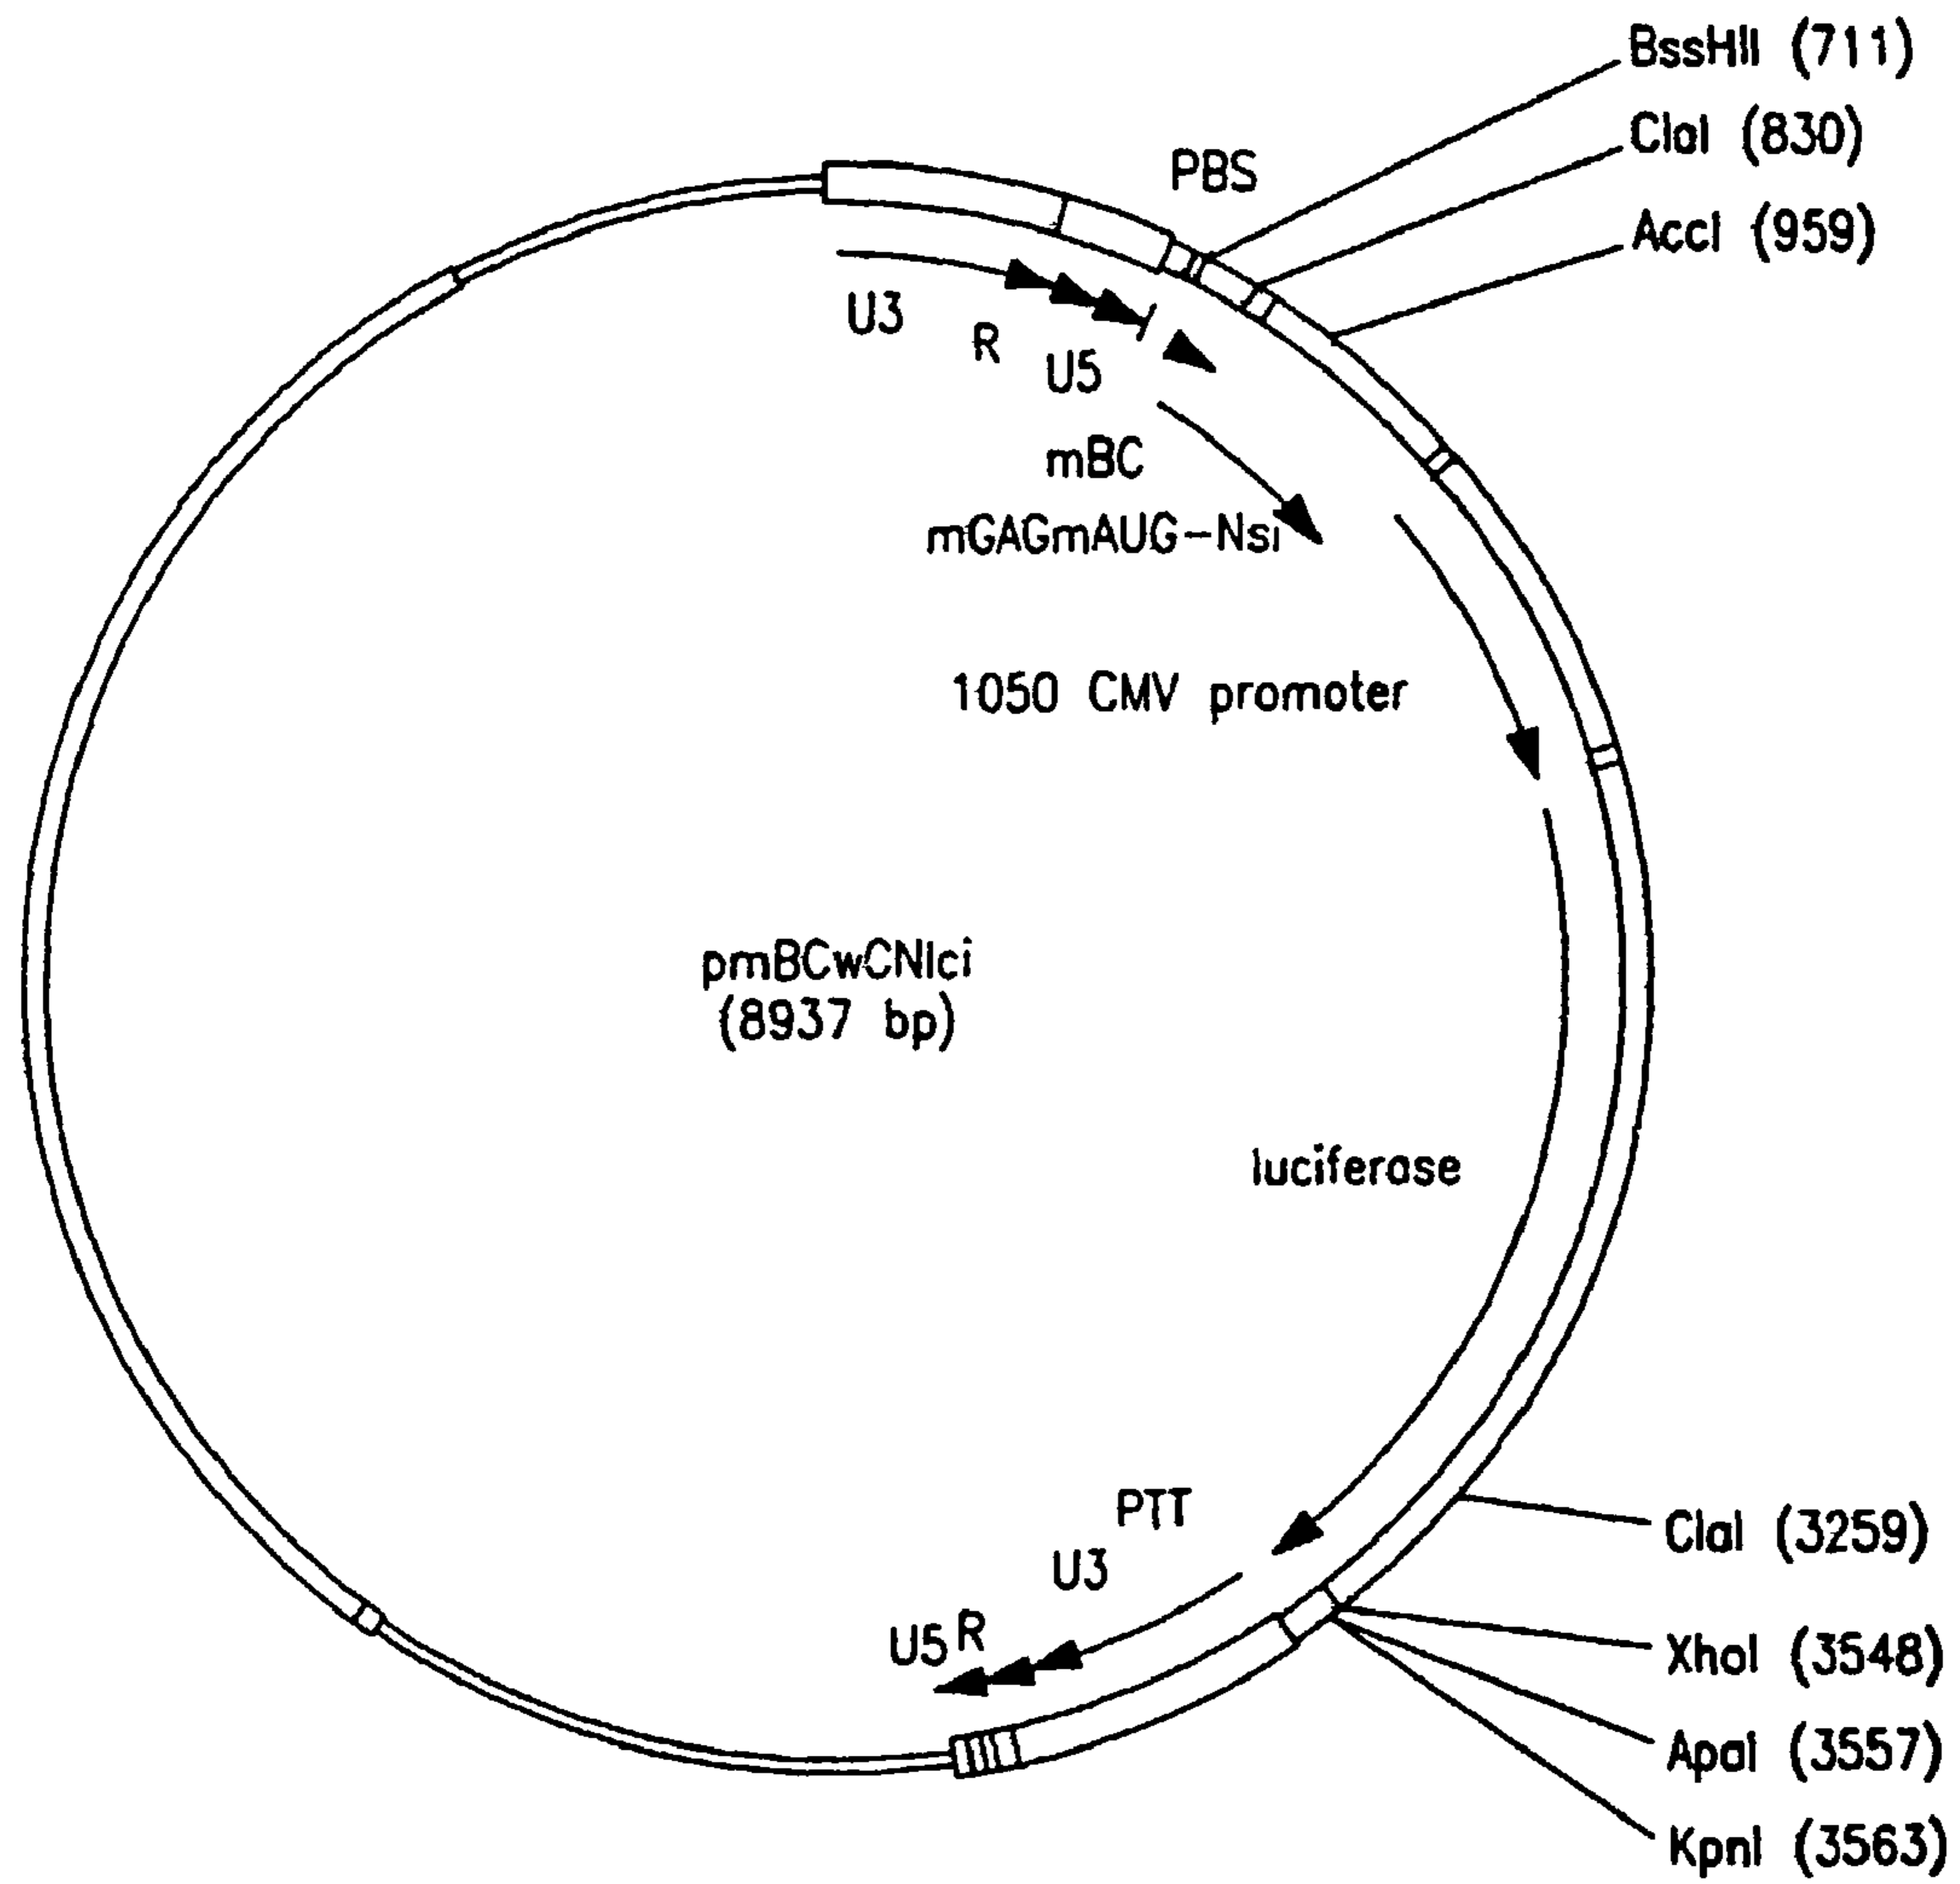 BssHII (711)
ClaI (830)
AccI (959)
PBS
U3
R
U5
mBC
mGAGmAUG-Nsi
1050 CMV promoter
pmBCwCNlci
(8937 bp)
luciferase
PTT
U3
R
U5
ClaI (3259)
XhoI (3548)
ApaI (3557)
KpnI (3563)